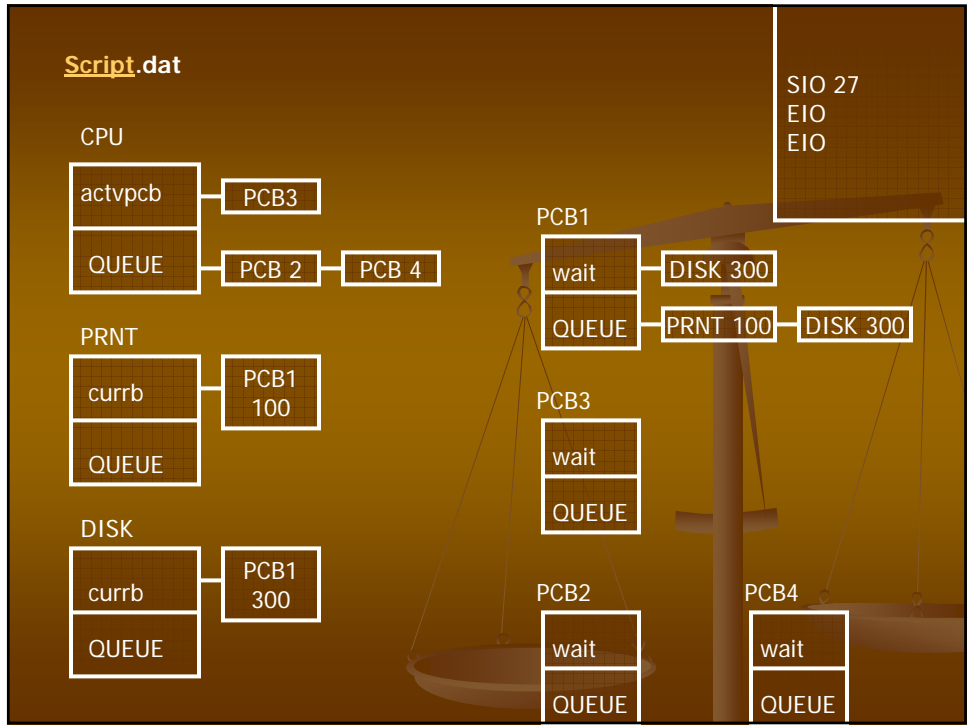 Script.dat
SIO 27
EIO
EIO
CPU
actvpcb
PCB3
QUEUE
PCB 2
PCB 4
PRNT
currb
PCB1
100
QUEUE
DISK
currb
PCB1
300
QUEUE
PCB1
wait
DISK 300
QUEUE
PRNT 100
DISK 300
PCB3
wait
QUEUE
PCB2
wait
QUEUE
PCB4
wait
QUEUE